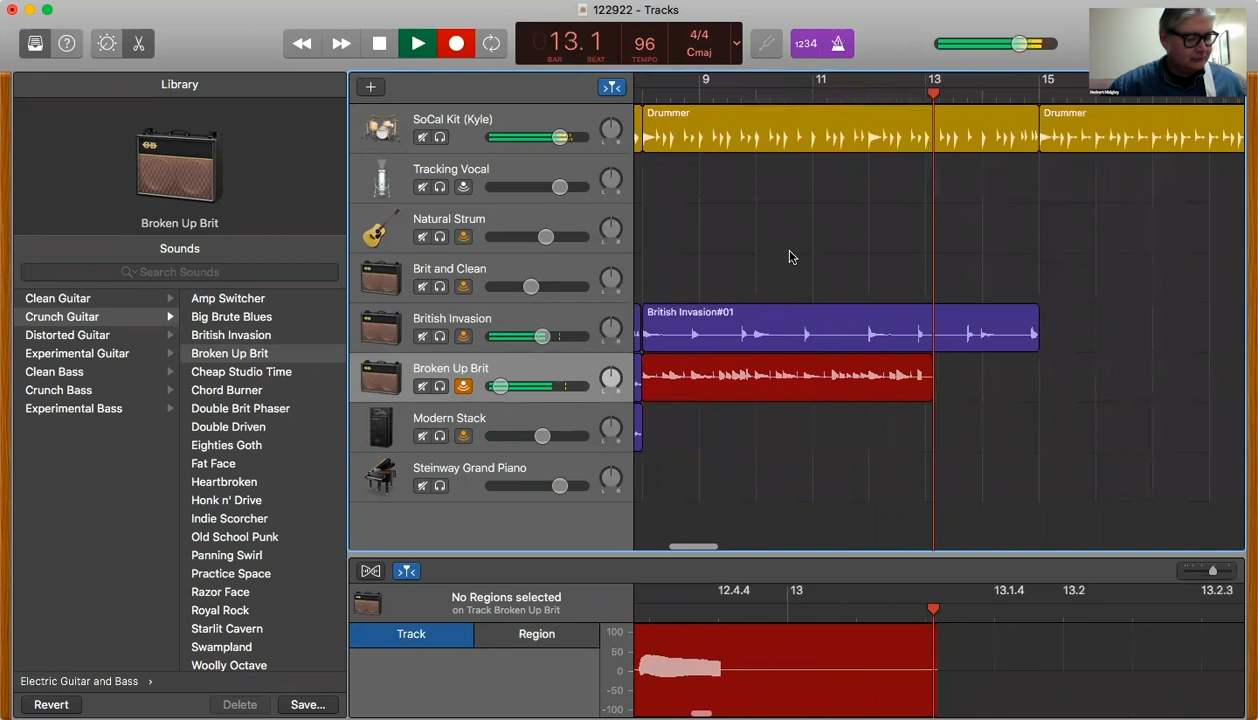 122922 - Tracks
1234
13.1
BAR
BEAT
96
TEMPO
4/4
Cmaj
Library
Broken Up Brit
Sounds
Search Sounds
Clean Guitar
Crunch Guitar
Distorted Guitar
Experimental Guitar
Clean Bass
Crunch Bass
Experimental Bass
Amp Switcher
Big Brute Blues
British Invasion
Broken Up Brit
Cheap Studio Time
Chord Burner
Double Brit Phaser
Double Driven
Eighties Goth
Fat Face
Heartbroken
Honk n' Drive
Indie Scorcher
Old School Punk
Panning Swirl
Practice Space
Razor Face
Royal Rock
Starlit Cavern
Swampland
Woolly Octave
Electric Guitar and Bass
Revert
Delete
Save...
9
11
13
15
SoCal Kit (Kyle)
L R
Tracking Vocal
L R
Natural Strum
L R
Brit and Clean
L R
British Invasion
L R
Broken Up Brit
L R
Modern Stack
L R
Steinway Grand Piano
L R
Drummer
Drummer
British Invasion#01
12.4.4
13
13.1.4
13.2
13.2.3
No Regions selected
on Track Broken Up Brit
Track
Region
100
50
0
-50
-100